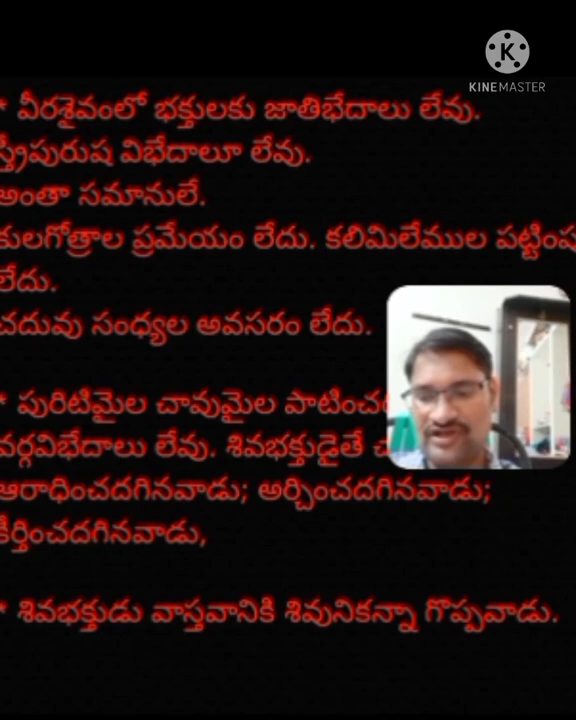 KINEMASTER
* వీరశైవంలో భక్తులకు జాతిభేదాలు లేవు.
స్త్రీపురుష విభేదాలూ లేవు.
అంతా సమానులే.
కులగోత్రాల ప్రమేయం లేదు. కలిమిలేముల
లేదు.
చదువు సంధ్యల అవసరం లేదు.
* పురిటిమైల చావుమైల
వర్గవిభేదాలు లేవు. శివభక్తుడైతే
ఆరాధించదగినవాడు; అర్చించదగినవాడు;
కీర్తించదగినవాడు,
* శివభక్తుడు వాస్తవానికి శివునికన్నా గొప్పవాడు.